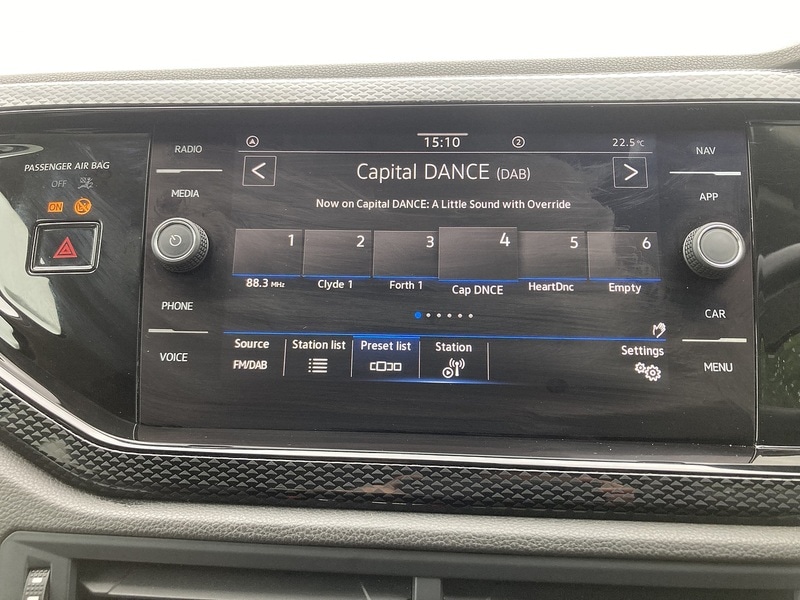 PASSENGER AIR BAG
OFF
ON
RADIO
MEDIA
PHONE
VOICE
15:10
2
22.5°C
<
Capital DANCE (DAB)
>
Now on Capital DANCE: A Little Sound with Override
1 2 3 4 5 6
88.3 MHz Clyde 1 Forth 1 Cap DNCE HeartDnc Empty
Source Station list Preset list Station Settings
FM/DAB
NAV
APP
CAR
MENU